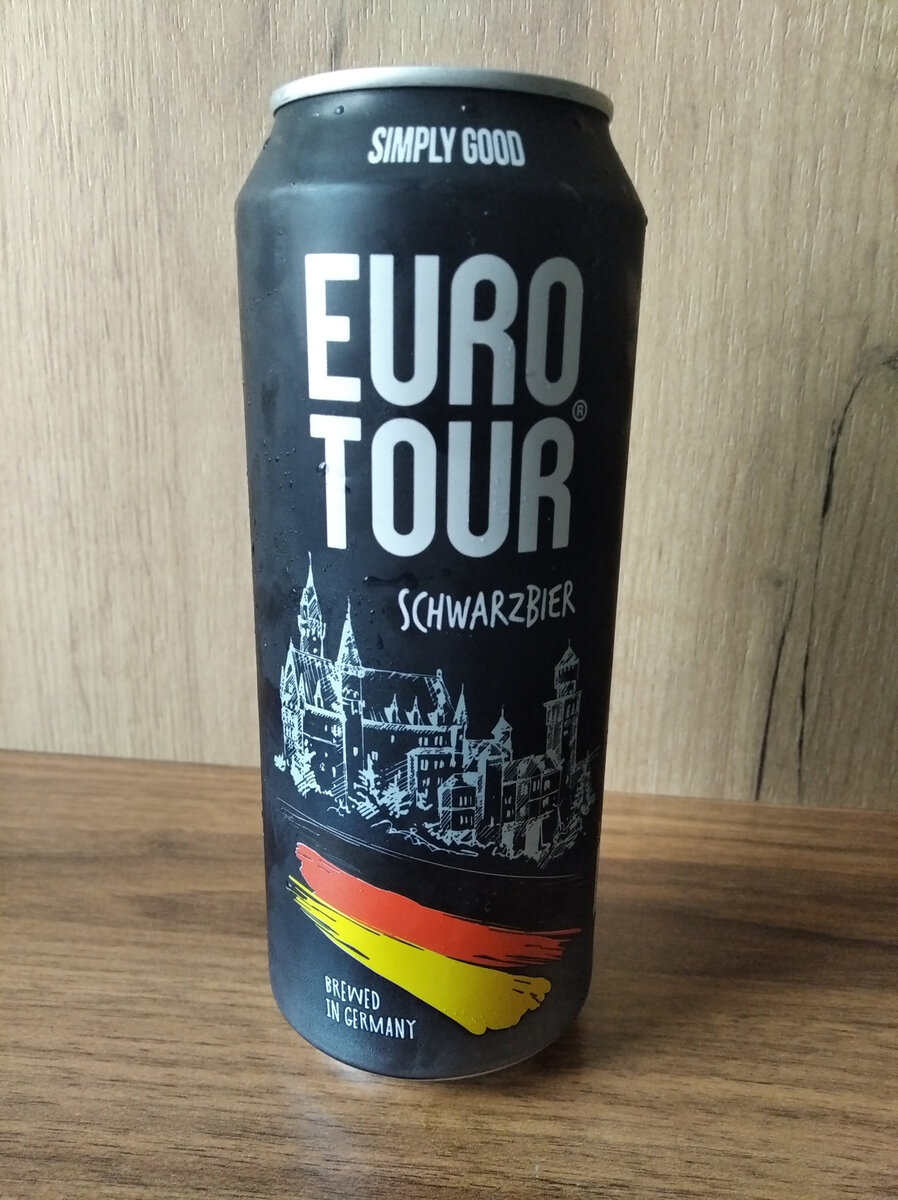 SIMPLY GOOD
EURO
TOUR®
SCHWARZBIER
BREWED
IN GERMANY